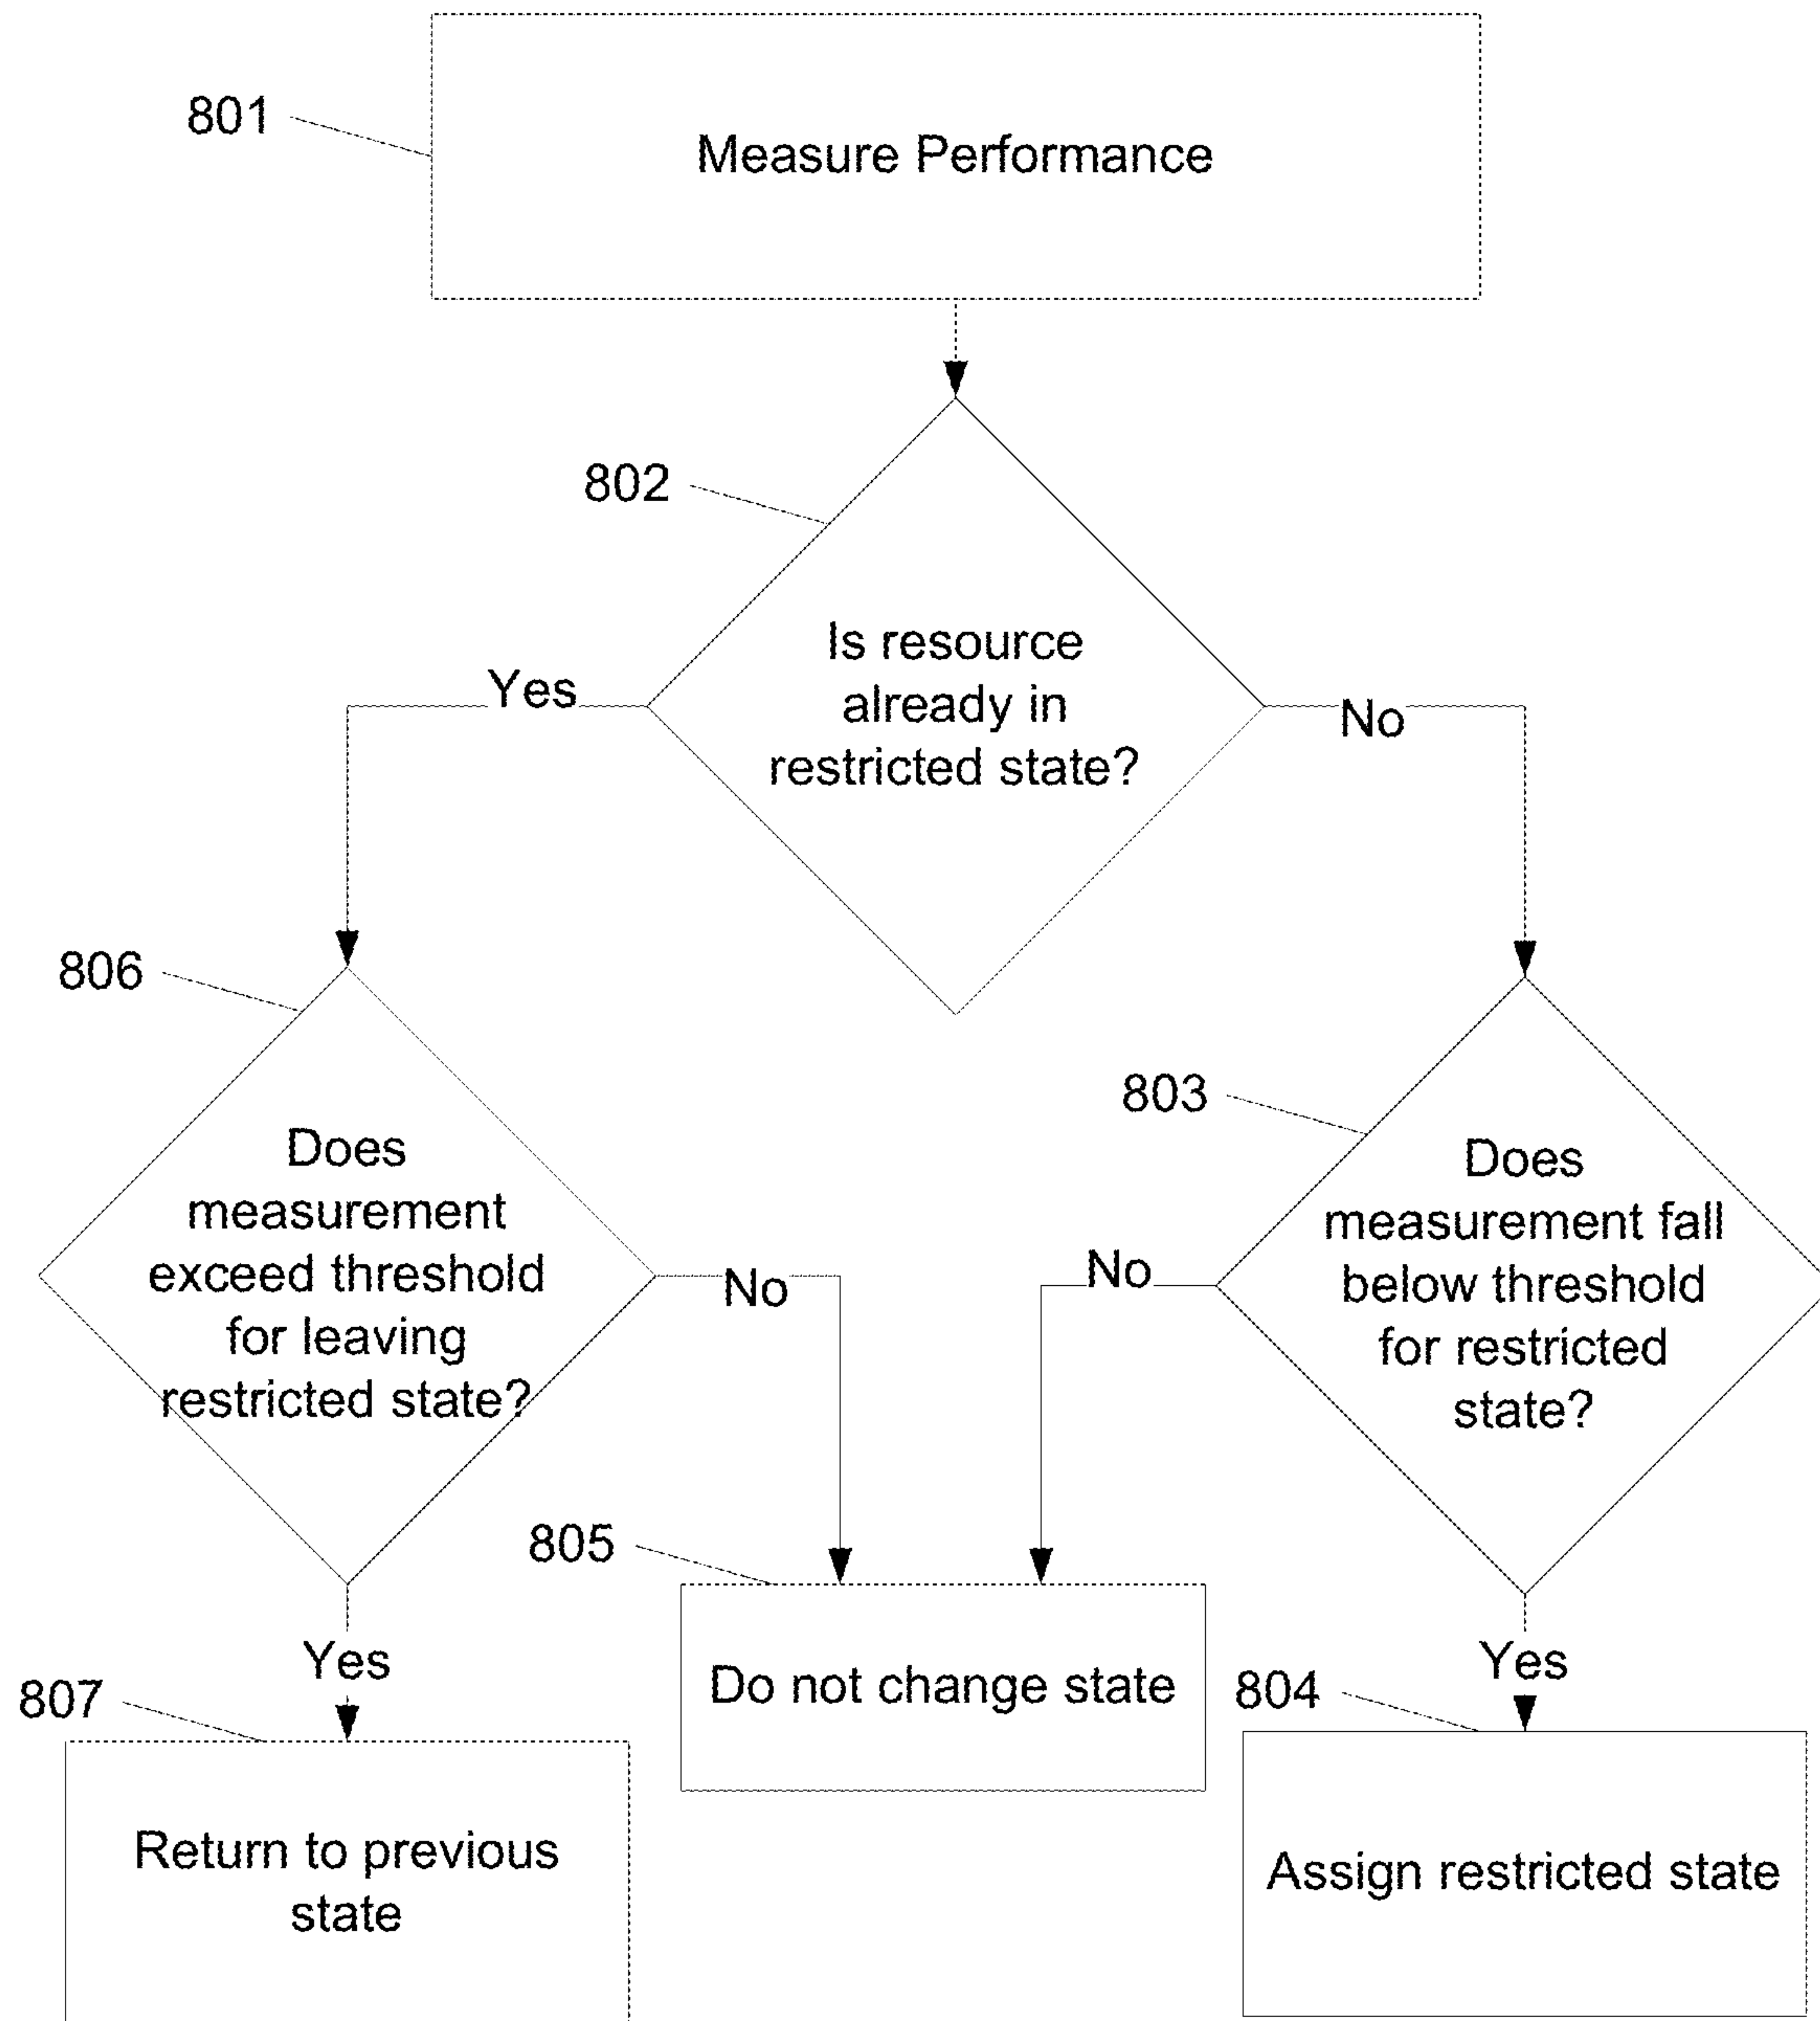 801
Measure Performance
802
Is resource
already in
restricted state?
Yes
No
806
Does
measurement
exceed threshold
for leaving
restricted state?
No
803
Does
measurement fall
below threshold
for restricted
state?
No
805
Do not change state
Yes
807
Return to previous
state
Yes
804
Assign restricted state